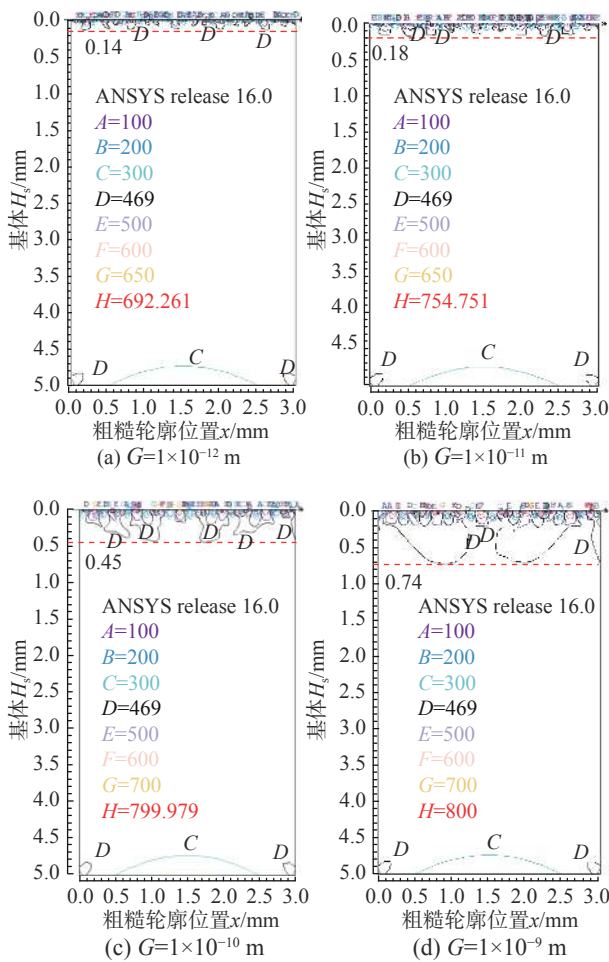 0.0
0.5
1.0
1.5
2.0
2.5
3.0
3.5
4.0
4.5
5.0
基体Hs/mm
0.14
D
D
D
ANSYS release 16.0
A=100
B=200
C=300
D=469
E=500
F=600
G=650
H=692.261
D
C
D
0.0 0.5 1.0 1.5 2.0 2.5 3.0
粗糙轮廓位置x/mm
(a) G=1×10⁻¹² m
0.0
0.5
1.0
1.5
2.0
2.5
3.0
3.5
4.0
4.5
基体Hs/mm
0.18
D
D
D
ANSYS release 16.0
A=100
B=200
C=300
D=469
E=500
F=600
G=650
H=754.751
D
C
D
0.0 0.5 1.0 1.5 2.0 2.5 3.0
粗糙轮廓位置x/mm
(b) G=1×10⁻¹¹ m
0.0
0.5
1.0
1.5
2.0
2.5
3.0
3.5
4.0
4.5
5.0
基体Hs/mm
0.45
D
D
D
D
D
ANSYS release 16.0
A=100
B=200
C=300
D=469
E=500
F=600
G=700
H=799.979
D
C
D
0.0 0.5 1.0 1.5 2.0 2.5 3.0
粗糙轮廓位置x/mm
(c) G=1×10⁻¹⁰ m
0.0
0.5
1.0
1.5
2.0
2.5
3.0
3.5
4.0
4.5
5.0
基体Hs/mm
0.74
D
D
D
ANSYS release 16.0
A=100
B=200
C=300
D=469
E=500
F=600
G=700
H=800
D
C
D
0.0 0.5 1.0 1.5 2.0 2.5 3.0
粗糙轮廓位置x/mm
(d) G=1×10⁻⁹ m